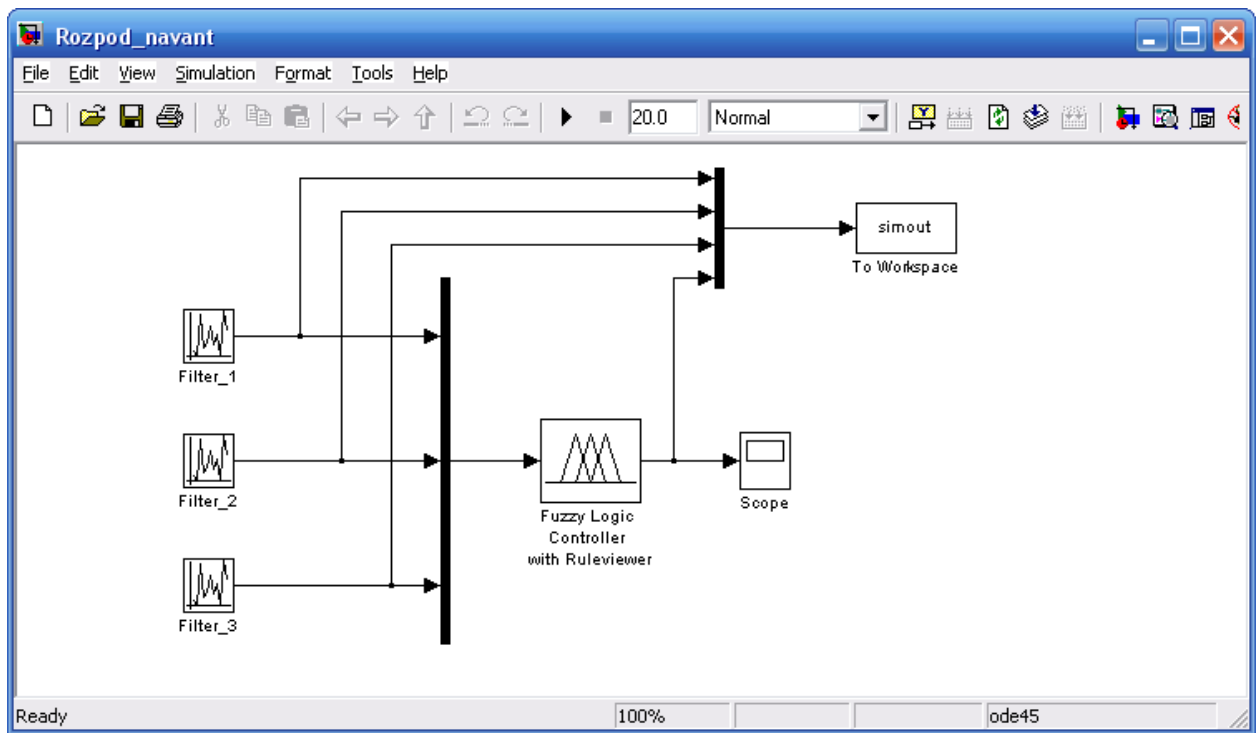 Rozpod_navant
File Edit View Simulation Format Tools Help
20.0 Normal
simout
To Workspace
Filter_1
Filter_2
Scope
Fuzzy Logic
Controller
with Ruleviewer
Filter_3
Ready 100% ode45